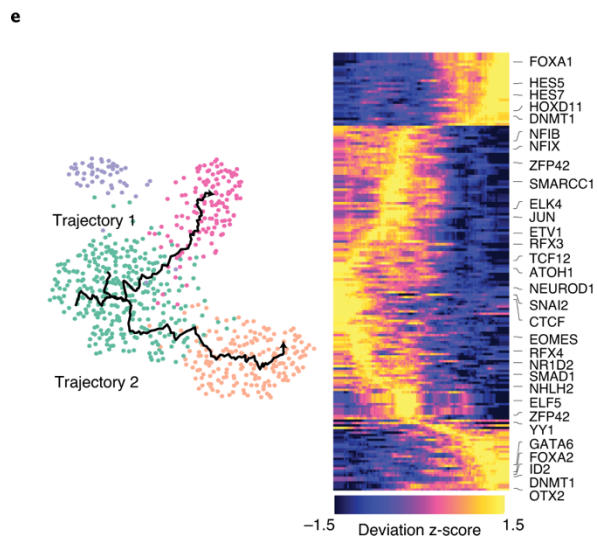 e
Trajectory 1
Trajectory 2
FOXA1
HES5
HES7
HOXD11
DNMT1
NFIB
NFIX
ZFP42
SMARCC1
ELK4
JUN
ETV1
RFX3
TCF12
ATOH1
NEUROD1
SNAI2
CTCF
EOMES
RFX4
NR1D2
SMAD1
NHLH2
ELF5
ZFP42
YY1
GATA6
FOXA2
ID2
DNMT1
OTX2
−1.5 1.5
Deviation z-score